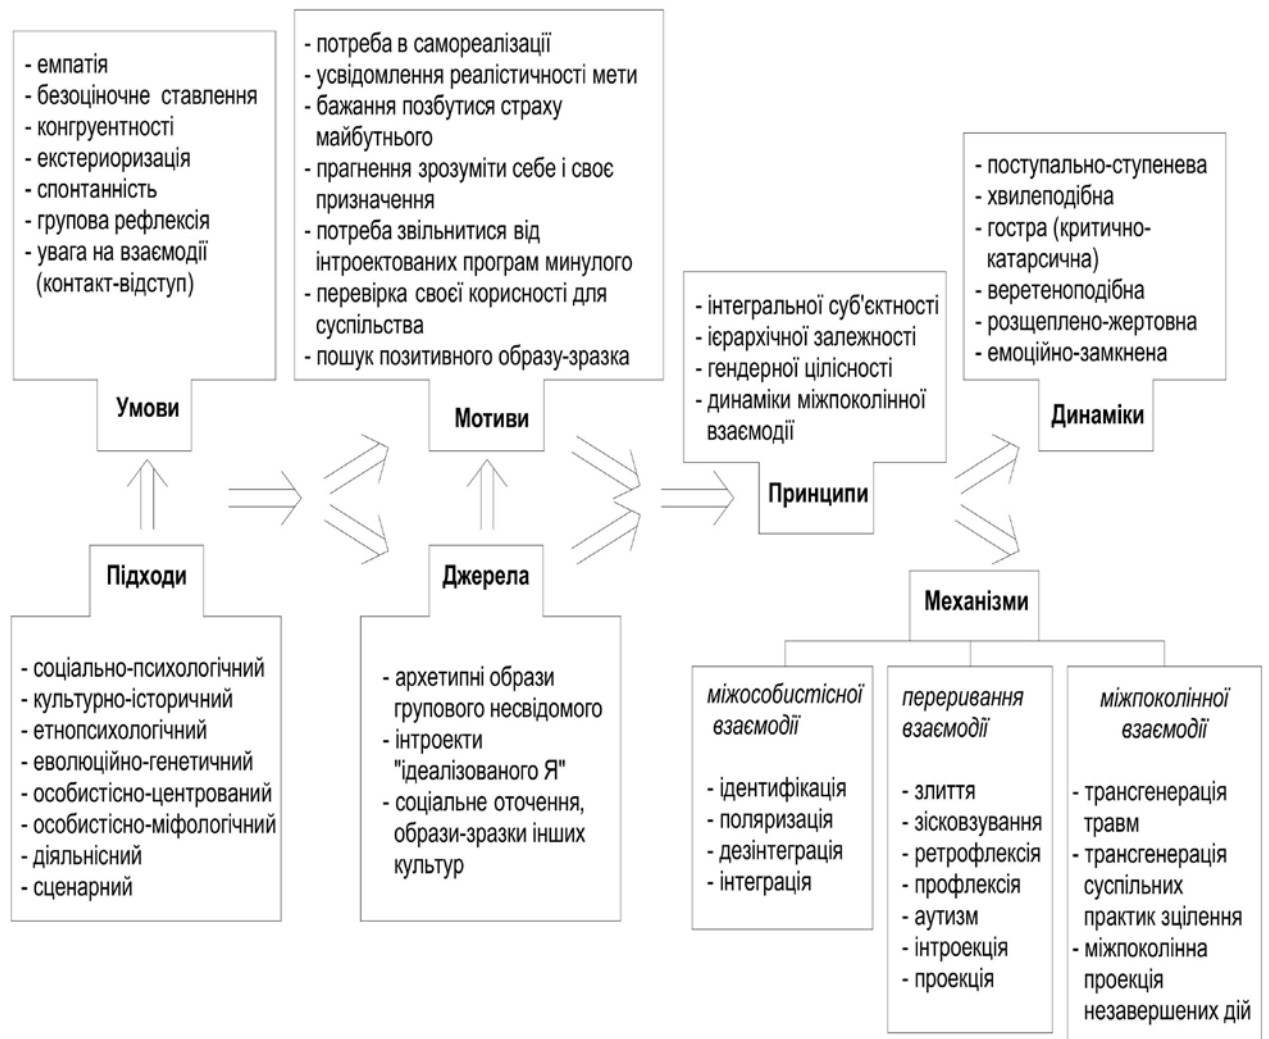 - емпатія
- безоціночне ставлення
- конгруентності
- екстериоризація
- спонтанність
- групова рефлексія
- увага на взаємодії
(контакт-відступ)
Умови
- потреба в самореалізації
- усвідомлення реалістичності мети
- бажання позбутися страху
майбутнього
- прагнення зрозуміти себе і своє
призначення
- потреба звільнитися від
інтроектованих програм минулого
- перевірка своєї корисності для
суспільства
- пошук позитивного образу-зразка
Мотиви
- інтегральної суб'єктності
- ієрархічної залежності
- гендерної цілісності
- динаміки міжпоколінної
взаємодії
Принципи
- поступально-ступенева
- хвилеподібна
- гостра (критично-
катарсична)
- веретеноподібна
- розщеплено-жертовна
- емоційно-замкнена
Динаміки
Підходи
- соціально-психологічний
- культурно-історичний
- етнопсихологічний
- еволюційно-генетичний
- особистісно-центрований
- особистісно-міфологічний
- діяльнісний
- сценарний
Джерела
- архетипні образи
групового несвідомого
- інтроекти
"ідеалізованого Я"
- соціальне оточення,
образи-зразки інших
культур
Механізми
міжособистісної
взаємодії
- ідентифікація
- поляризація
- дезінтеграція
- інтеграція
переривання
взаємодії
- злиття
- зісковзування
- ретрофлексія
- профлексія
- аутизм
- інтроекція
- проекція
міжпоколінної
взаємодії
- трансгенерація
травм
- трансгенерація
суспільних
практик зцілення
- міжпоколінна
проекція
незавершених дій